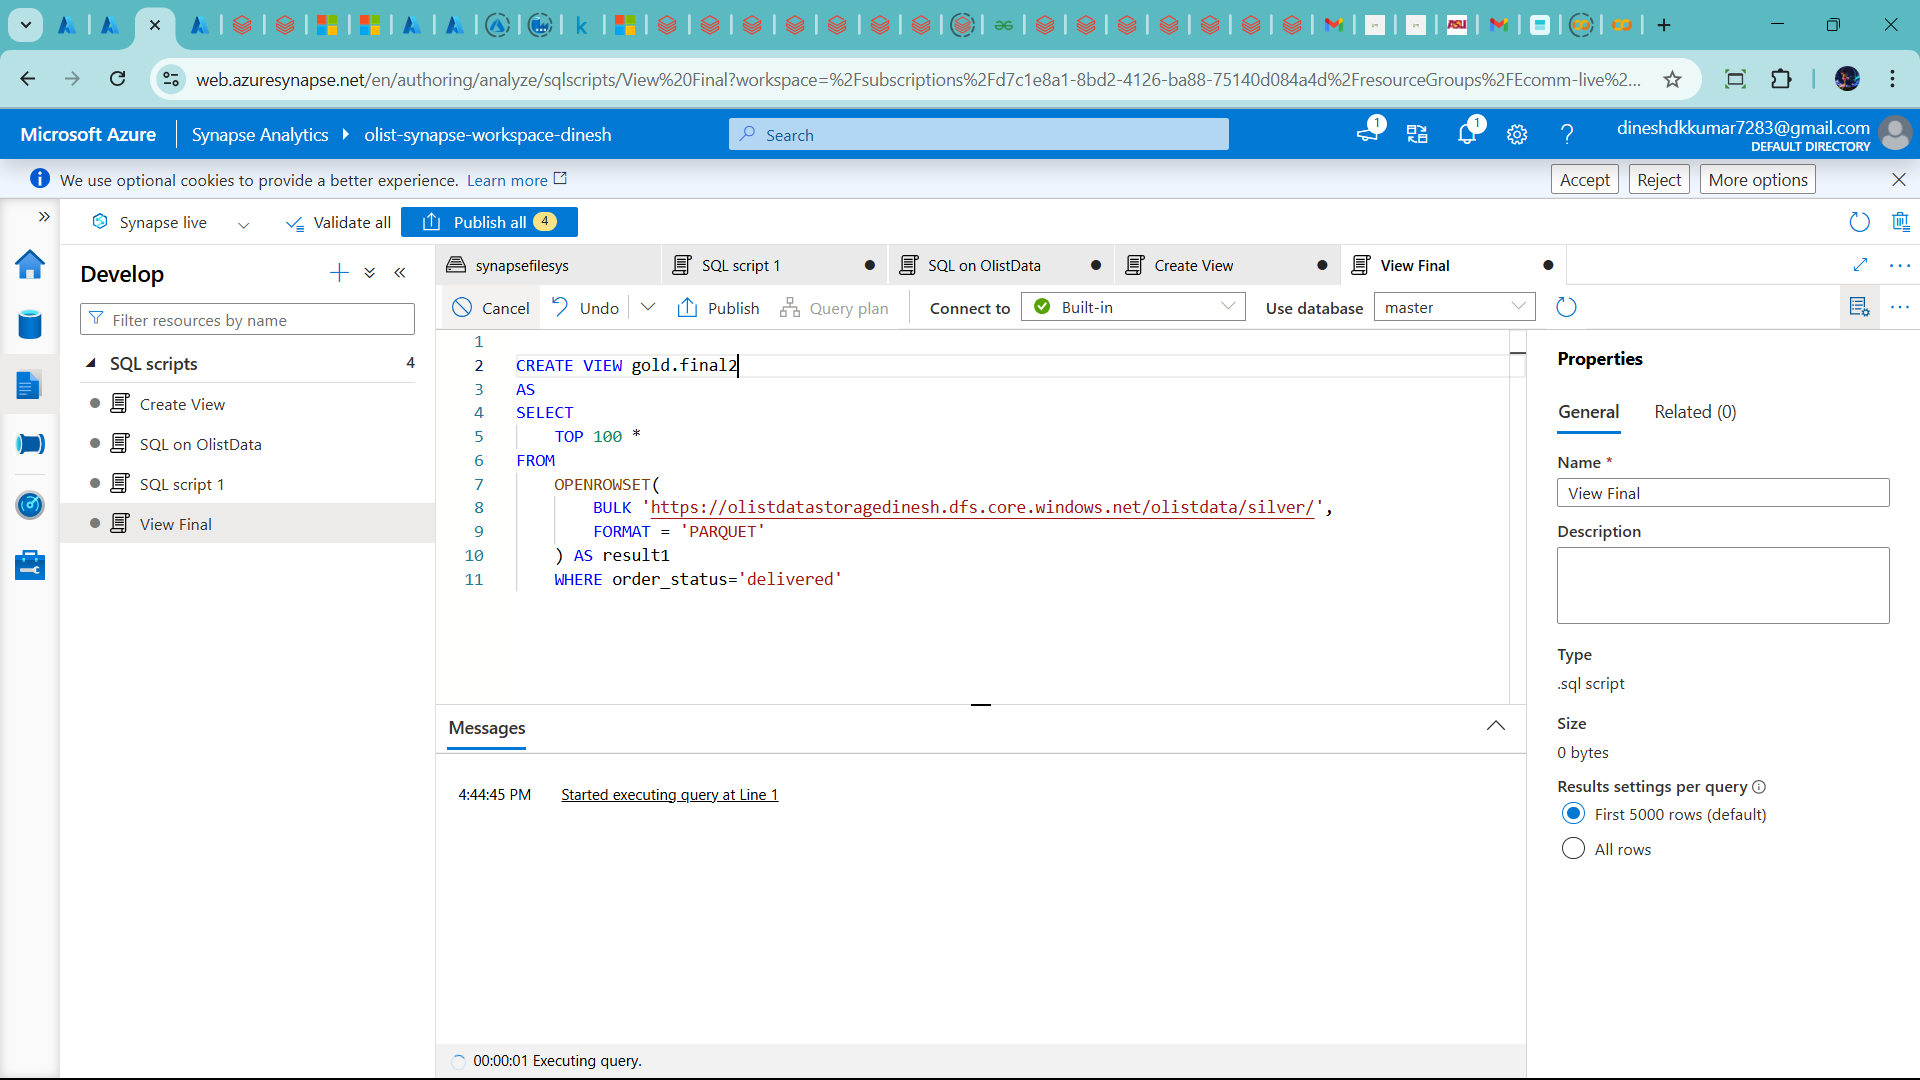 web.azuresynapse.net/en/authoring/analyze/sqlscripts/View%20Final?workspace=%2Fsubscriptions%2Fd7c1e8a1-8bd2-4126-ba88-75140d084a4d%2FresourceGroups%2FEcomm-live%2...
Microsoft Azure Synapse Analytics olist-synapse-workspace-dinesh Search 1 1 dineshdkkumar7283@gmail.com
DEFAULT DIRECTORY
We use optional cookies to provide a better experience. Learn more Accept Reject More options
Synapse live Validate all Publish all 4
Develop
Filter resources by name
SQL scripts 4
Create View
SQL on OlistData
SQL script 1
View Final
synapsefilesys SQL script 1 SQL on OlistData Create View View Final
Cancel Undo Publish Query plan Connect to Built-in Use database master
1
2 CREATE VIEW gold.final2
3 AS
4 SELECT
5 TOP 100 *
6 FROM
7 OPENROWSET(
8 BULK 'https://olistdatastoragedinesh.dfs.core.windows.net/olistdata/silver/',
9 FORMAT = 'PARQUET'
10 ) AS result1
11 WHERE order_status='delivered'
Messages
4:44:45 PM Started executing query at Line 1
00:00:01 Executing query.
Properties
General Related (0)
Name *
View Final
Description
Type
.sql script
Size
0 bytes
Results settings per query
First 5000 rows (default)
All rows